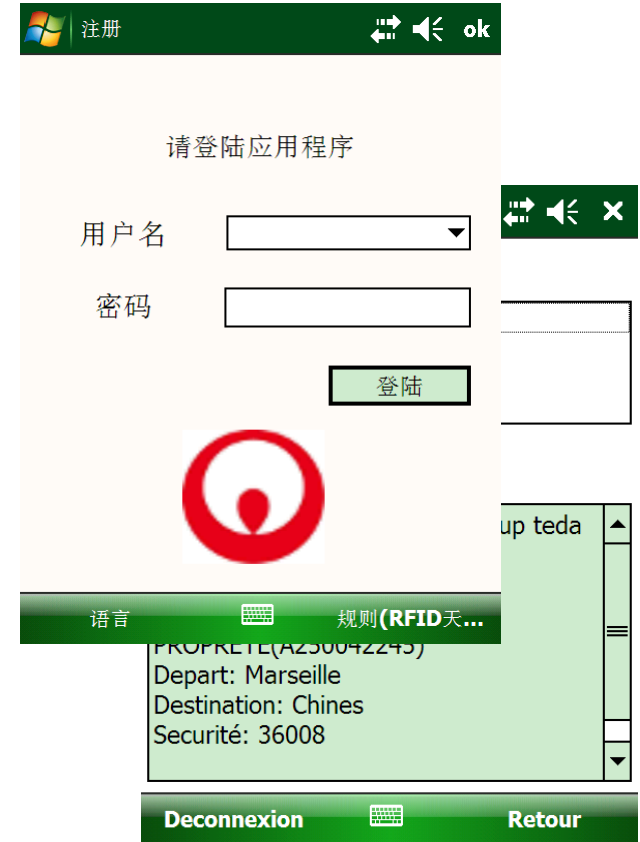 注册
ok
请登陆应用程序
用户名
密码
登陆
语言
规则(RFID天...
up teda
PROPRETE(A250042245)
Depart: Marseille
Destination: Chines
Securité: 36008
Deconnexion
Retour